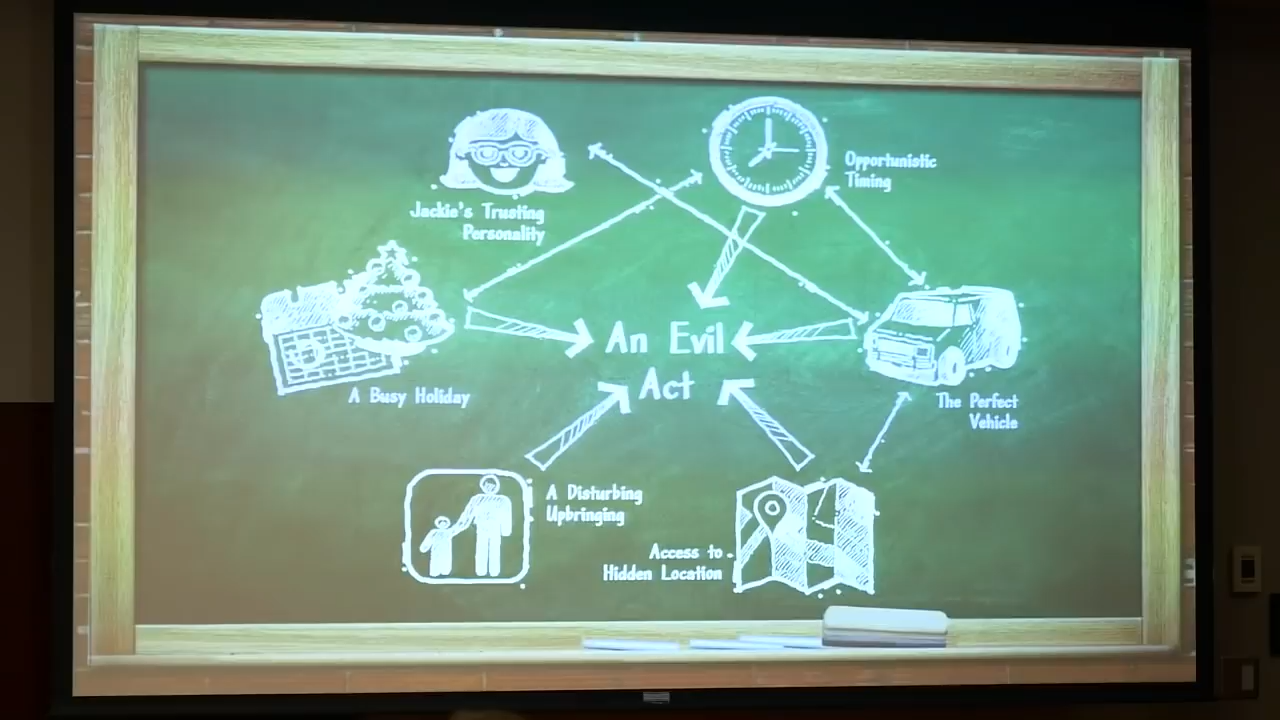 Jackie's Trusting
Personality
Opportunistic
Timing
A Busy Holiday
An Evil
Act
The Perfect
Vehicle
A Disturbing
Upbringing
Access to
Hidden Location